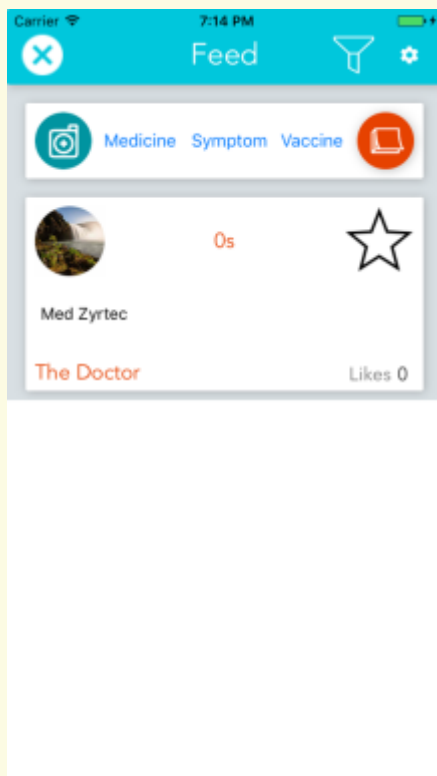 Carrier 7:14 PM
Feed
Medicine Symptom Vaccine
0s
Med Zyrtec
The Doctor Likes 0